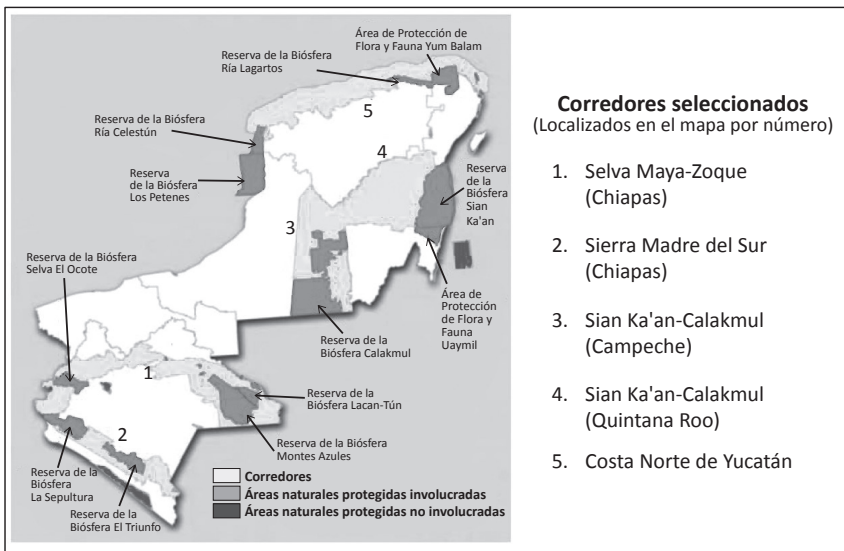 Área de Protección de
Flora y Fauna Yum Balam
Reserva de la Biósfera
Ría Lagartos
Reserva de la Biósfera
Ría Celestún
Reserva
de la Biósfera
Los Petenes
5
4
Reserva
de la
Biósfera
Sian
Ka'an
3
Reserva de la Biósfera
Selva El Ocote
Área de
Protección
de Flora y
Fauna
Uaymil
Reserva de la
Biósfera Calakmul
1
Reserva de la
Biósfera Lacan-Tún
2
Reserva de la Biósfera
Montes Azules
Reserva de la
Biósfera
La Sepultura
Reserva de la
Biósfera El Triunfo
Corredores
Áreas naturales protegidas involucradas
Áreas naturales protegidas no involucradas
Corredores seleccionados
(Localizados en el mapa por número)
1. Selva Maya-Zoque
(Chiapas)
2. Sierra Madre del Sur
(Chiapas)
3. Sian Ka'an-Calakmul
(Campeche)
4. Sian Ka'an-Calakmul
(Quintana Roo)
5. Costa Norte de Yucatán